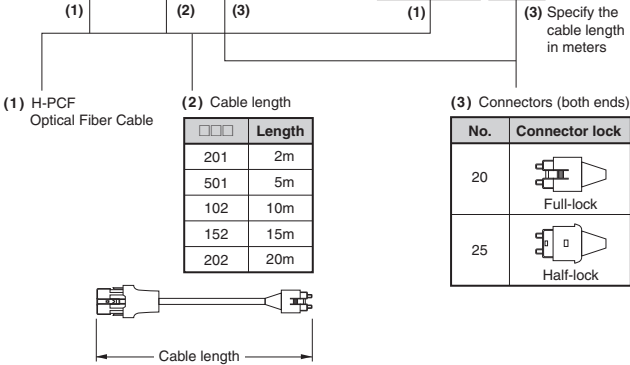 (1) (2) (3) (1) (3) Specify the
cable length
in meters
(1) H-PCF
Optical Fiber Cable
(2) Cable length
□□□ Length
201 2m
501 5m
102 10m
152 15m
202 20m
(3) Connectors (both ends)
No. Connector lock
20 Full-lock
25 Half-lock
Cable length